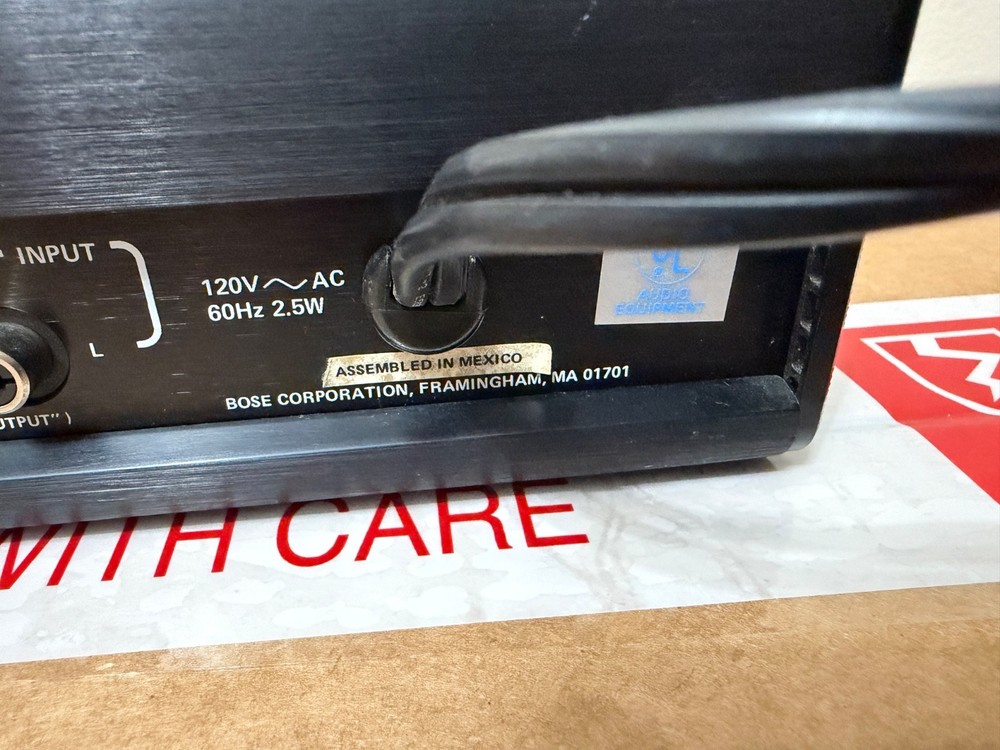 INPUT
L
UTPUT" )
120V ～ AC
60Hz 2.5W
UL
AUDIO
EQUIPMENT
ASSEMBLED IN MEXICO
BOSE CORPORATION, FRAMINGHAM, MA 01701
WITH CARE